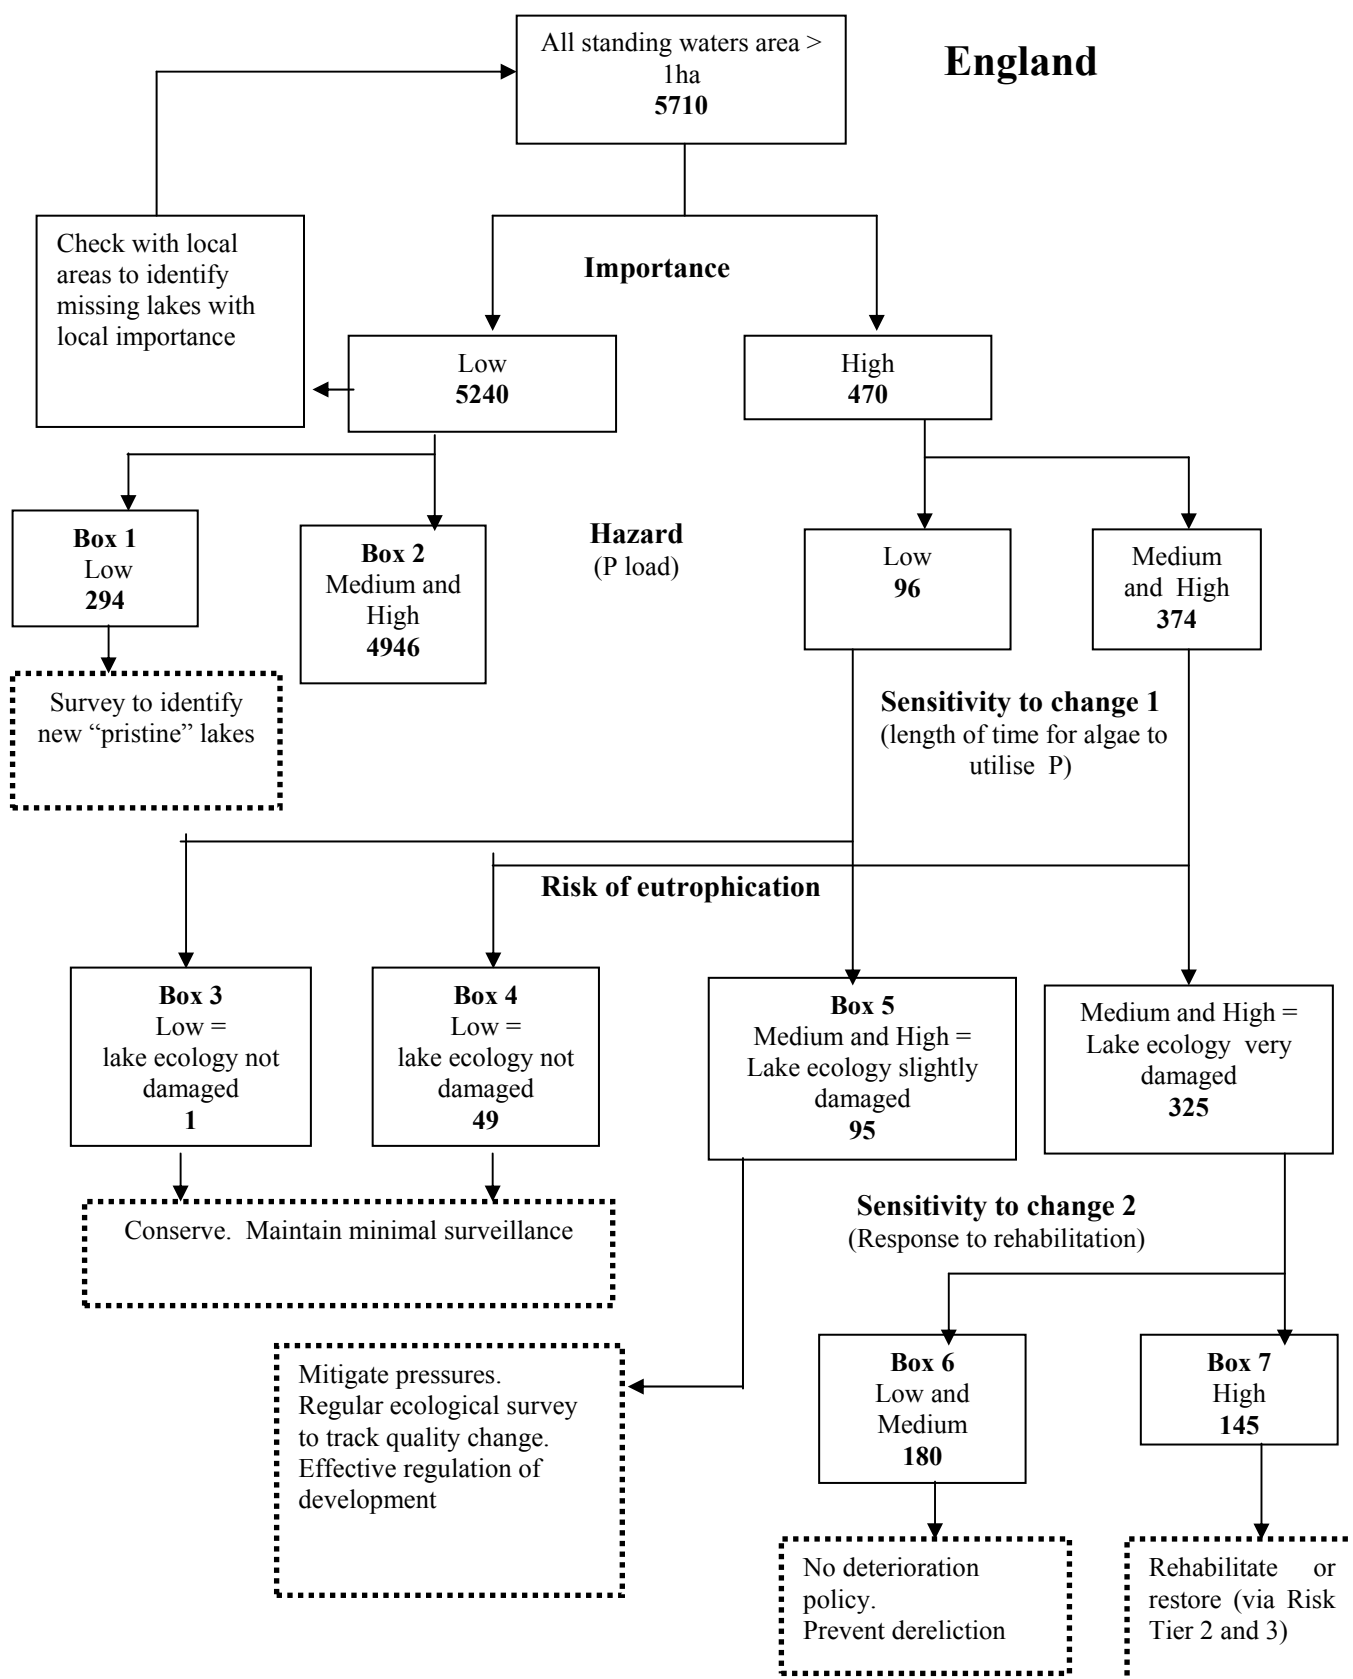 England
All standing waters area >
1ha
5710
Check with local
areas to identify
missing lakes with
local importance
Importance
Low
5240
High
470
Box 1
Low
294
Box 2
Medium and
High
4946
Hazard
(P load)
Low
96
Medium
and High
374
Survey to identify
new “pristine” lakes
Sensitivity to change 1
(length of time for algae to
utilise P)
Risk of eutrophication
Box 3
Low =
lake ecology not
damaged
1
Box 4
Low =
lake ecology not
damaged
49
Box 5
Medium and High =
Lake ecology slightly
damaged
95
Medium and High =
Lake ecology very
damaged
325
Conserve. Maintain minimal surveillance
Sensitivity to change 2
(Response to rehabilitation)
Mitigate pressures.
Regular ecological survey
to track quality change.
Effective regulation of
development
Box 6
Low and
Medium
180
Box 7
High
145
No deterioration
policy.
Prevent dereliction
Rehabilitate or
restore (via Risk
Tier 2 and 3)